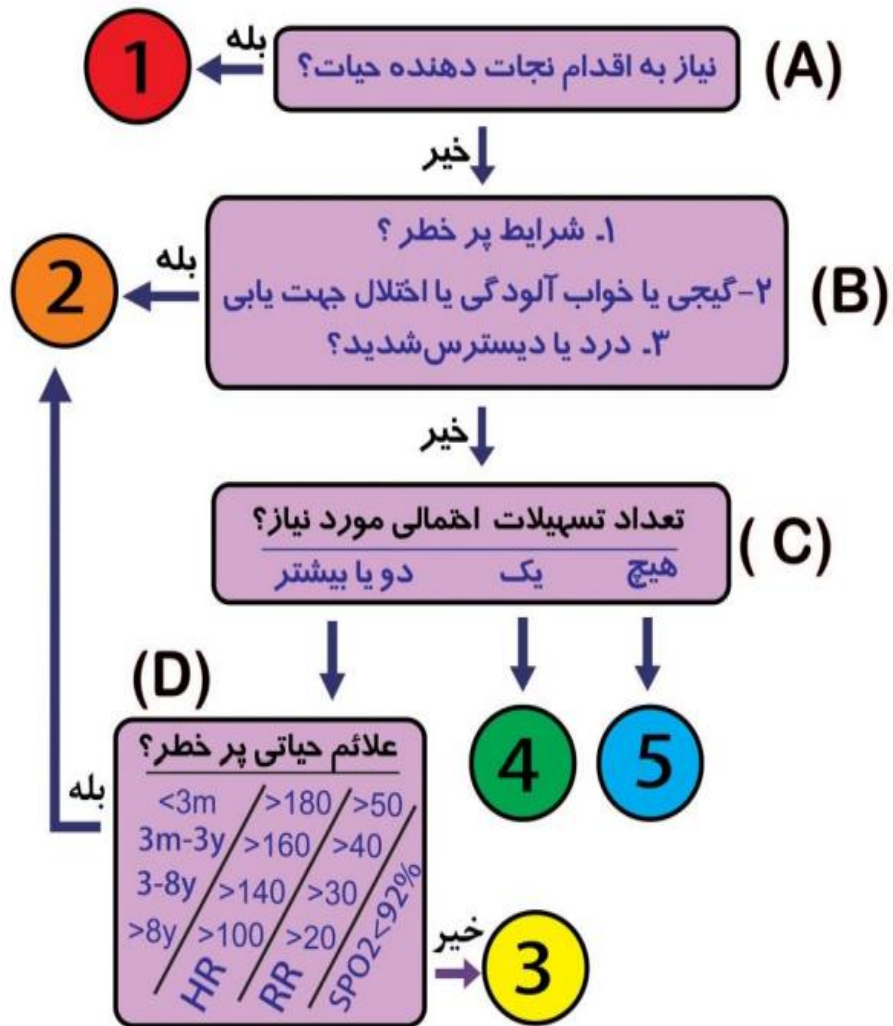 نیاز به اقدام نجات دهنده حیات؟
(A)
بله
1
خیر
۱ـ شرایط پر خطر ؟
۲-گیجی یا خواب آلودگی یا اختلال جهت یابی
۳ـ درد یا دیسترس شدید؟
(B)
بله
2
خیر
تعداد تسهیلات احتمالی مورد نیاز؟
هیچ یک دو یا بیشتر
( C)
5
4
(D)
علائم حیاتی پر خطر؟
<3m >180 >50
3m-3y >160 >40
3-8y >140 >30
>8y >100 >20
HR RR SPO2<92%
بله
خیر
3